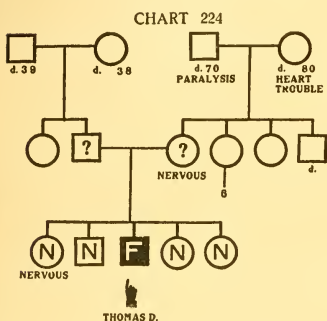 CHART 224
d. 39
d. 38
d. 70
PARALYSIS
d. 80
HEART
TROUBLE
?
?
d.
NERVOUS
6
N
N
F
N
N
NERVOUS
THOMAS D.